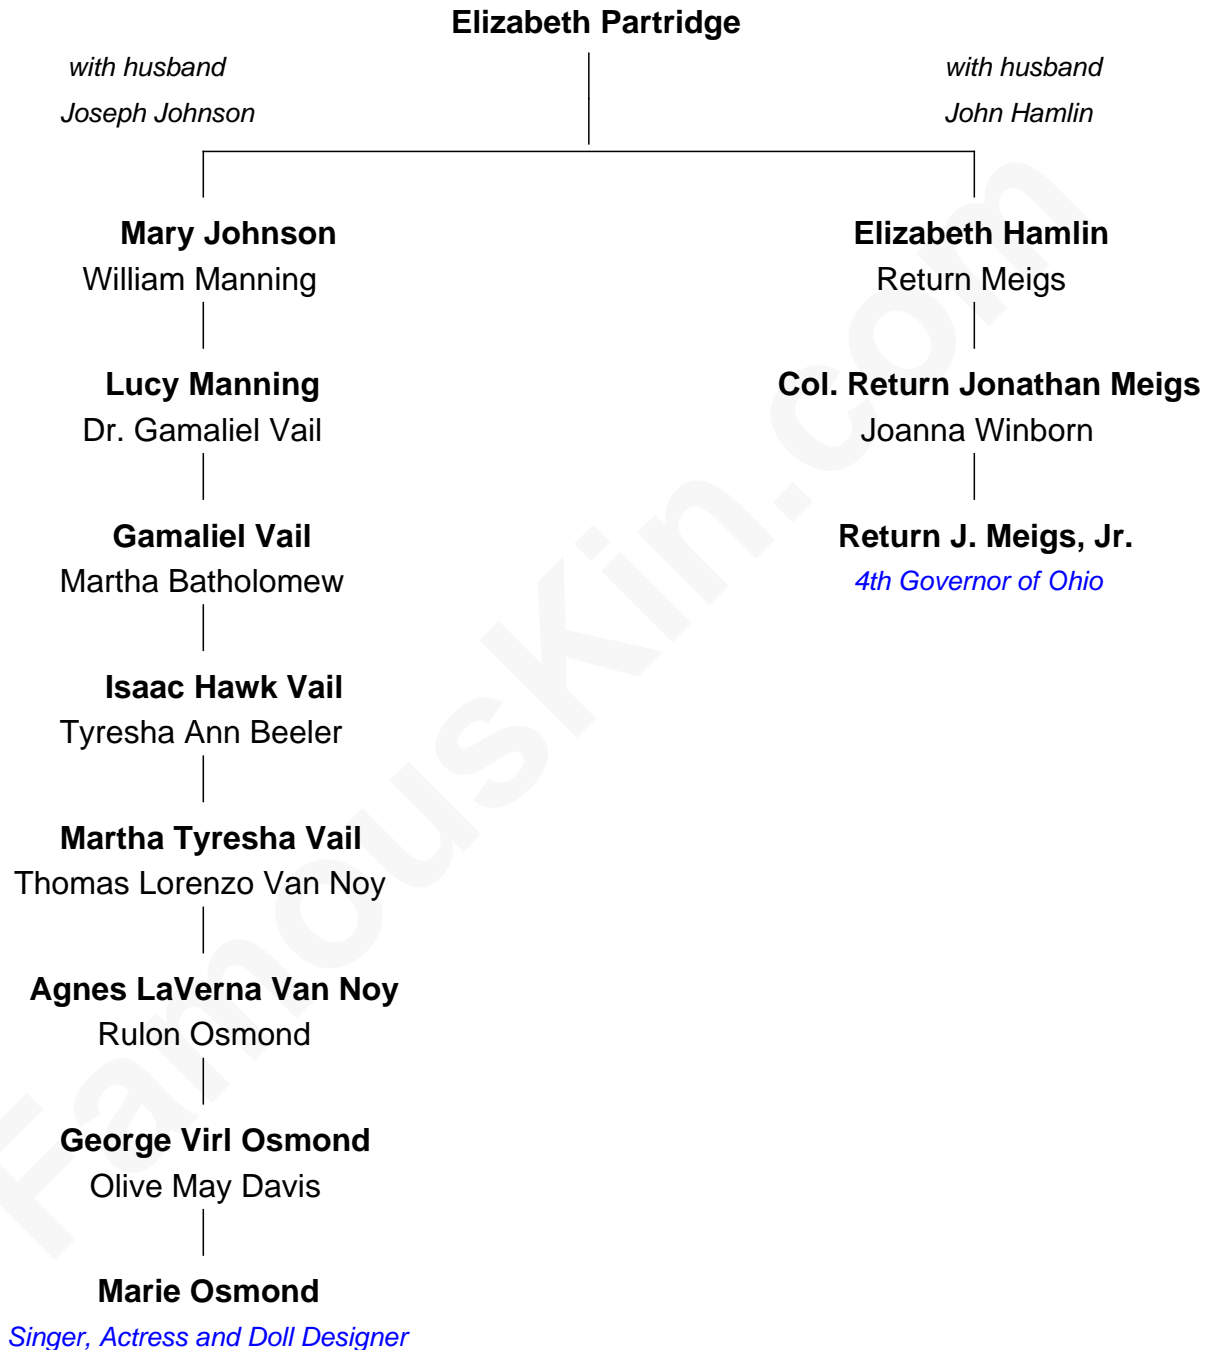 Elizabeth Partridge
with husband
Joseph Johnson
with husband
John Hamlin
Mary Johnson
William Manning
Elizabeth Hamlin
Return Meigs
Lucy Manning
Dr. Gamaliel Vail
Col. Return Jonathan Meigs
Joanna Winborn
Gamaliel Vail
Martha Batholomew
Return J. Meigs, Jr.
4th Governor of Ohio
Isaac Hawk Vail
Tyresha Ann Beeler
Martha Tyresha Vail
Thomas Lorenzo Van Noy
Agnes LaVerna Van Noy
Rulon Osmond
George Virl Osmond
Olive May Davis
Marie Osmond
Singer, Actress and Doll Designer
FamousKin.com